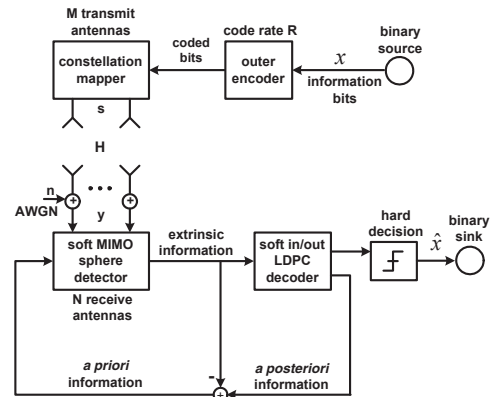 M transmit
antennas
code rate R
binary
source
coded
bits
constellation
mapper
outer
encoder
x
information
bits
s
H
n
+
• • •
+
AWGN
y
soft MIMO
sphere
detector
extrinsic
information
soft in/out
LDPC
decoder
hard
decision
x̂
binary
sink
N receive
antennas
a priori
information
-
+
a posteriori
information